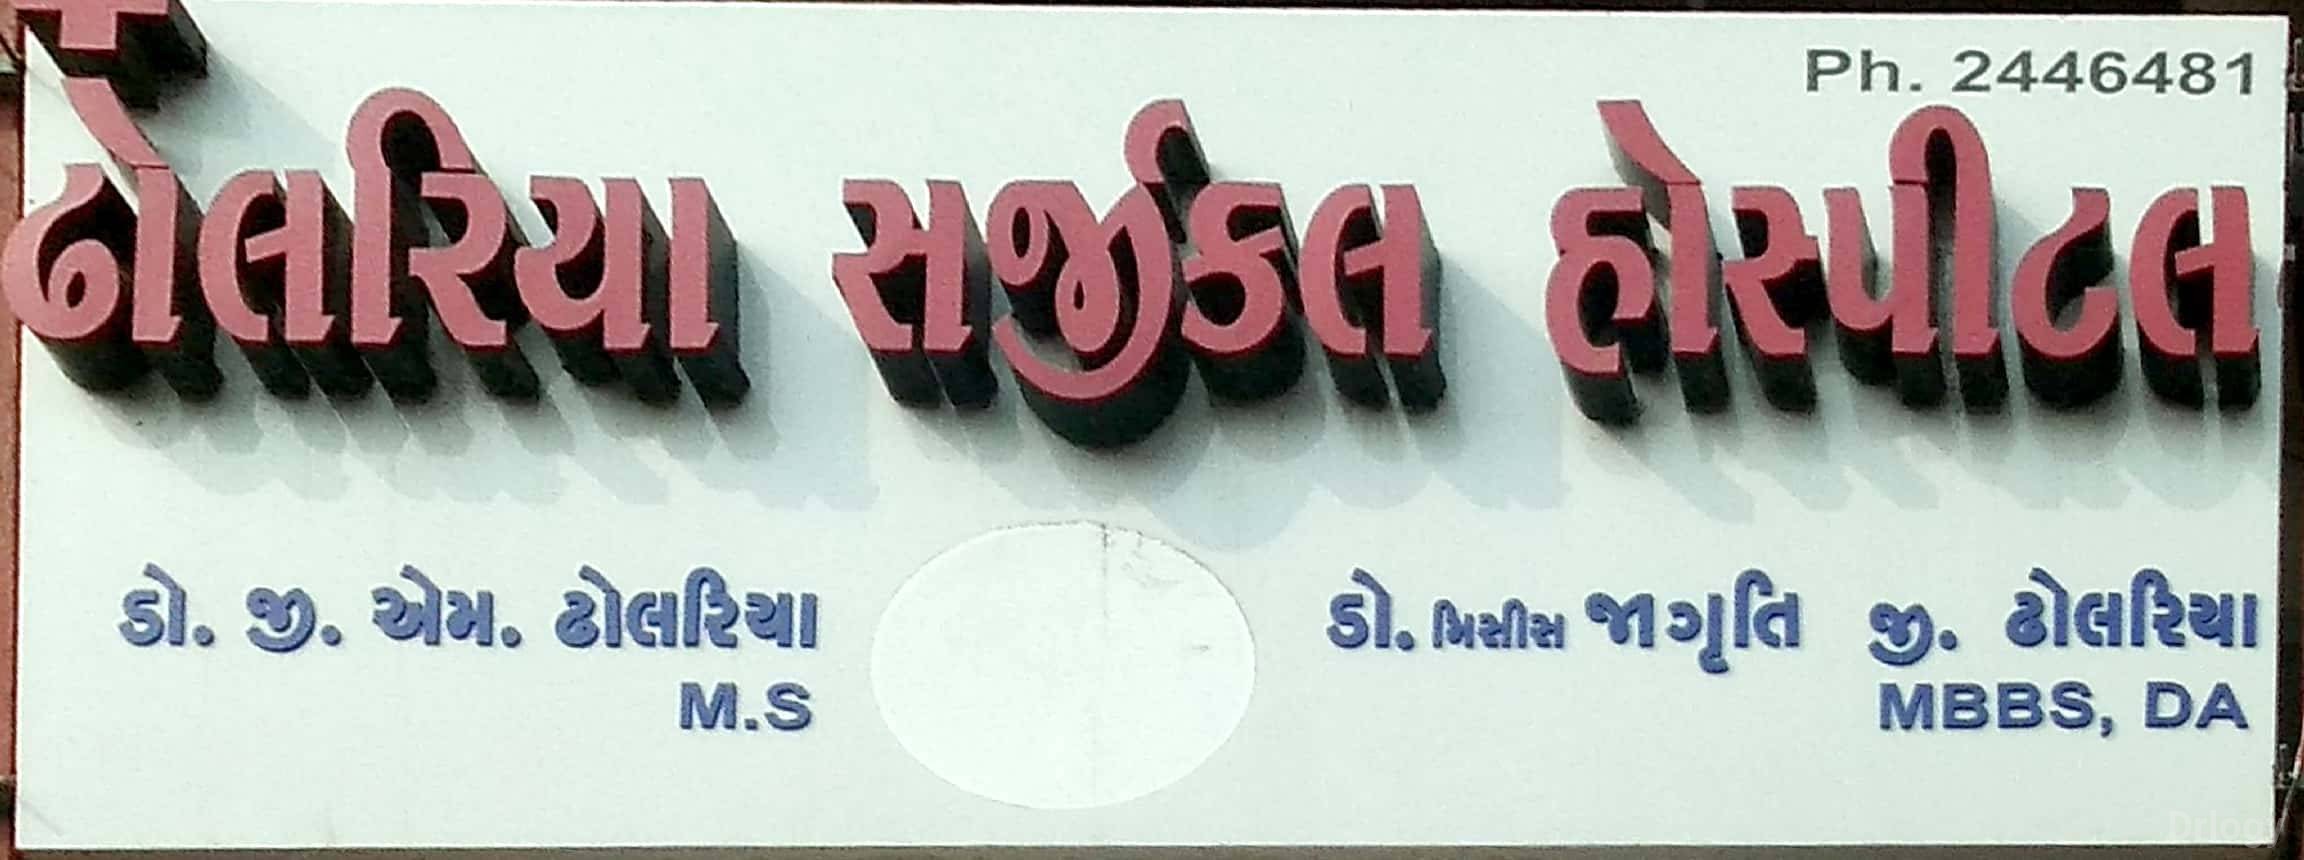 Ph. 2446481
ઢોલરિયા સર્જીકલ હોસ્પીટલ
ડો. જી. એમ. ઢોલરિયા
M.S
ડો. મિસીસ જાગૃતિ જી. ઢોલરિયા
MBBS, DA